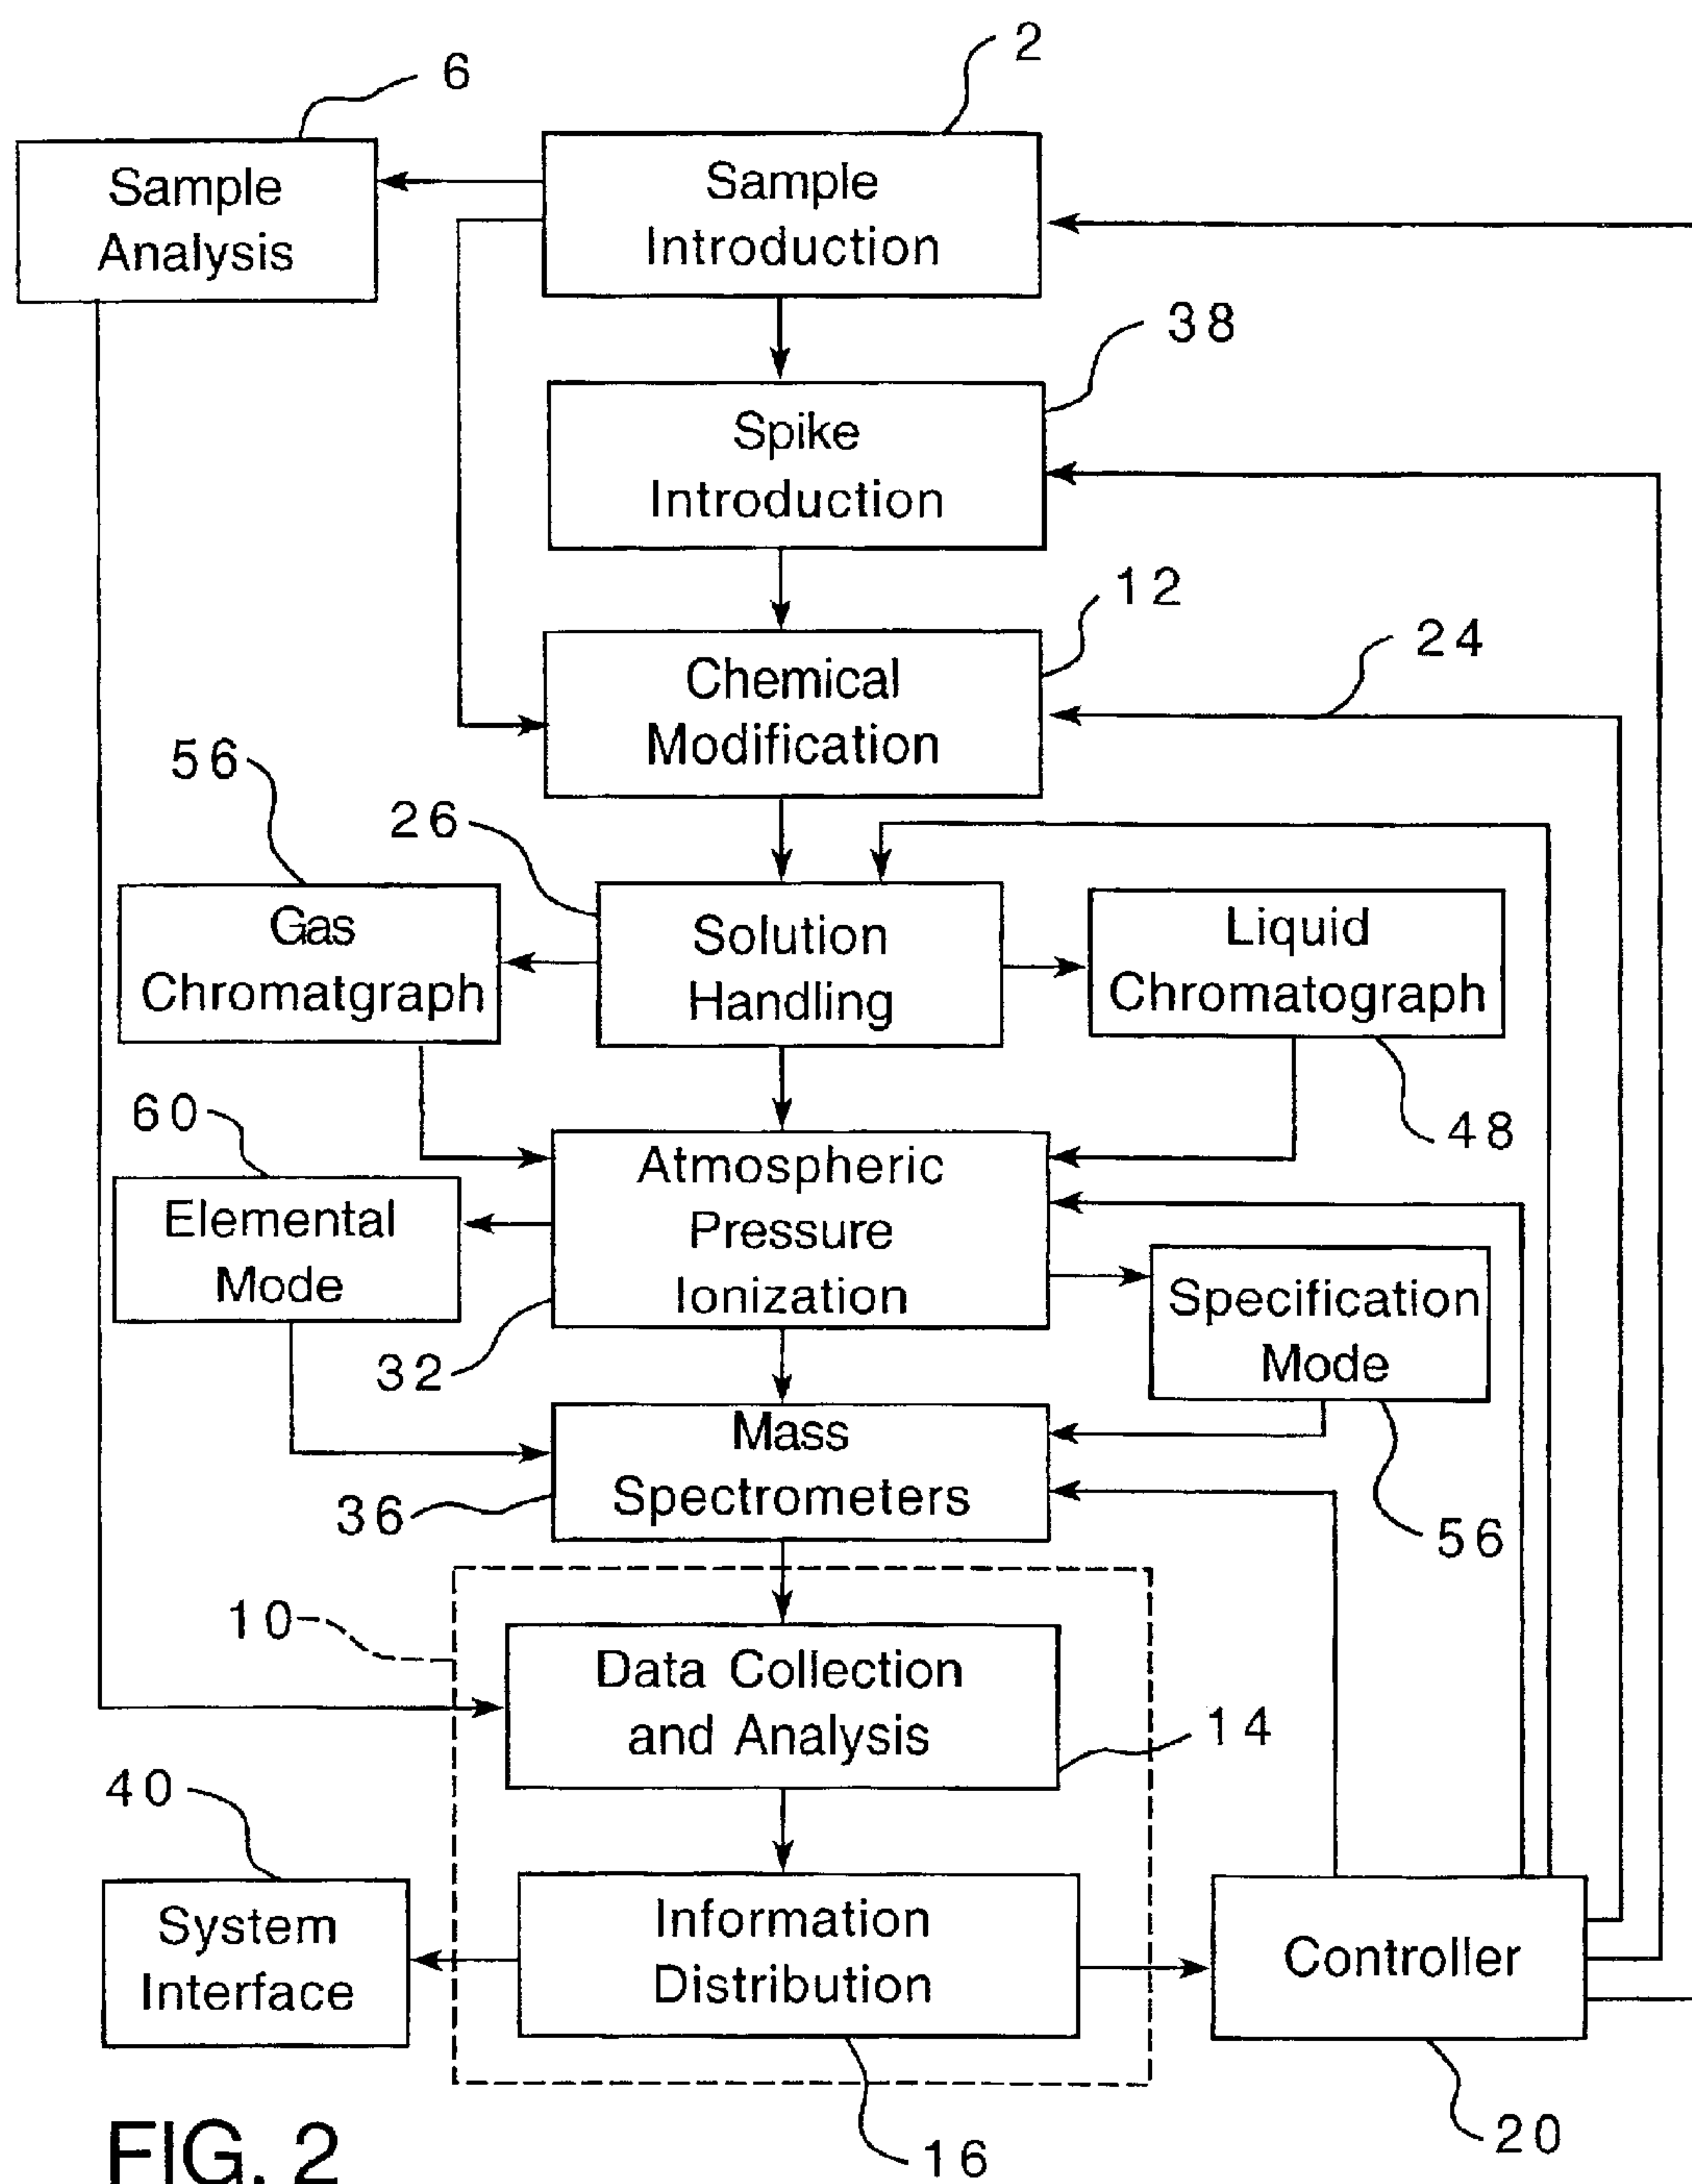 2
6
Sample
Analysis
Sample
Introduction
38
Spike
Introduction
12
24
Chemical
Modification
56
26
Gas
Chromatgraph
Solution
Handling
Liquid
Chromatograph
60
48
Atmospheric
Pressure
Ionization
Elemental
Mode
Specification
Mode
32
Mass
Spectrometers
36
56
10
Data Collection
and Analysis
14
40
System
Interface
Information
Distribution
Controller
20
16
FIG. 2